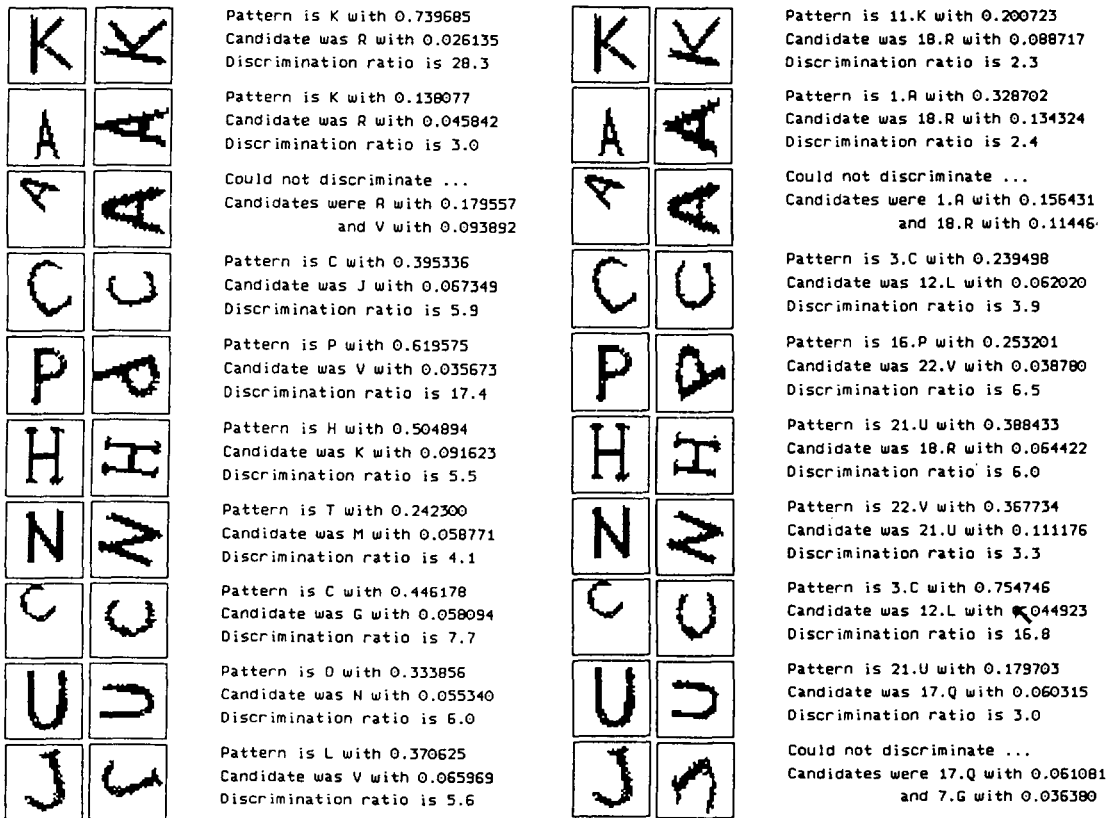 K K
Pattern is K with 0.739685
Candidate was R with 0.026135
Discrimination ratio is 28.3
A A
Pattern is K with 0.138077
Candidate was R with 0.045842
Discrimination ratio is 3.0
A A
Could not discriminate ...
Candidates were A with 0.179557
and V with 0.093892
C C
Pattern is C with 0.395336
Candidate was J with 0.067349
Discrimination ratio is 5.9
P P
Pattern is P with 0.619575
Candidate was V with 0.035673
Discrimination ratio is 17.4
H H
Pattern is H with 0.504894
Candidate was K with 0.091623
Discrimination ratio is 5.5
N N
Pattern is T with 0.242300
Candidate was M with 0.058771
Discrimination ratio is 4.1
C C
Pattern is C with 0.446178
Candidate was G with 0.058094
Discrimination ratio is 7.7
U U
Pattern is O with 0.333856
Candidate was N with 0.055340
Discrimination ratio is 6.0
J J
Pattern is L with 0.370625
Candidate was V with 0.065969
Discrimination ratio is 5.6
K K
Pattern is 11.K with 0.200723
Candidate was 18.R with 0.088717
Discrimination ratio is 2.3
A A
Pattern is 1.A with 0.328702
Candidate was 18.R with 0.134324
Discrimination ratio is 2.4
A A
Could not discriminate ...
Candidates were 1.A with 0.156431
and 18.R with 0.11446
C C
Pattern is 3.C with 0.239498
Candidate was 12.L with 0.062020
Discrimination ratio is 3.9
P P
Pattern is 16.P with 0.253201
Candidate was 22.V with 0.038780
Discrimination ratio is 6.5
H H
Pattern is 21.U with 0.388433
Candidate was 18.R with 0.064422
Discrimination ratio is 6.0
N N
Pattern is 22.V with 0.367734
Candidate was 21.U with 0.111176
Discrimination ratio is 3.3
C C
Pattern is 3.C with 0.754746
Candidate was 12.L with 044923
Discrimination ratio is 16.8
U U
Pattern is 21.U with 0.179703
Candidate was 17.Q with 0.060315
Discrimination ratio is 3.0
J J
Could not discriminate ...
Candidates were 17.Q with 0.061081
and 7.G with 0.036380